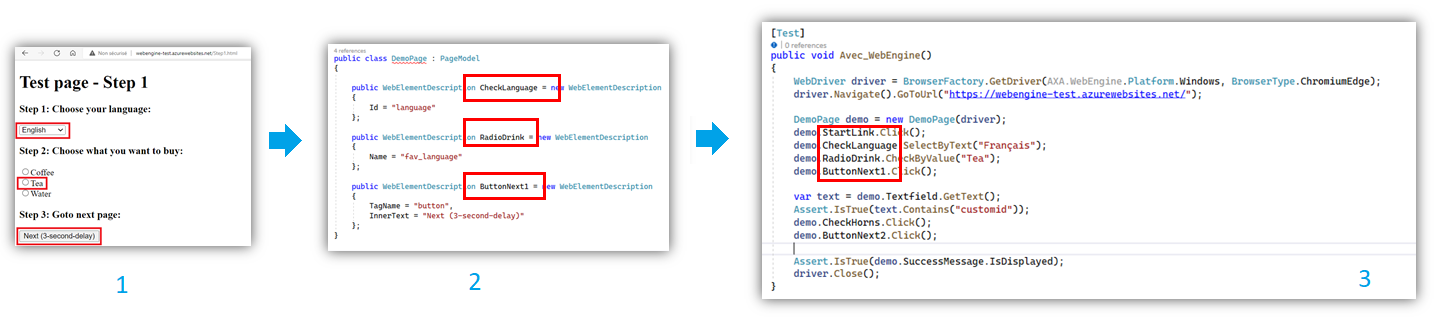 Non sécurisé | webengine-test.azurewebsites.net/Step1.html
Test page - Step 1
Step 1: Choose your language:
English
Step 2: Choose what you want to buy:
Coffee
Tea
Water
Step 3: Goto next page:
Next (3-second-delay)
1
4 references
public class DemoPage : PageModel
{
public WebElementDescription CheckLanguage = new WebElementDescription
{
Id = "language"
};
public WebElementDescription RadioDrink = new WebElementDescription
{
Name = "fav_language"
};
public WebElementDescription ButtonNext1 = new WebElementDescription
{
TagName = "button",
InnerText = "Next (3-second-delay)"
};
}
2
[Test]
| 0 references
public void Avec_WebEngine()
{
WebDriver driver = BrowserFactory.GetDriver(AXA.WebEngine.Platform.Windows, BrowserType.ChromiumEdge);
driver.Navigate().GoToUrl("https://webengine-test.azurewebsites.net/");
DemoPage demo = new DemoPage(driver);
demo.StartLink.Click();
demo.CheckLanguage.SelectByText("Français");
demo.RadioDrink.CheckByValue("Tea");
demo.ButtonNext1.Click();
var text = demo.Textfield.GetText();
Assert.IsTrue(text.Contains("customid"));
demo.CheckHorns.Click();
demo.ButtonNext2.Click();
Assert.IsTrue(demo.SuccessMessage.IsDisplayed);
driver.Close();
}
3